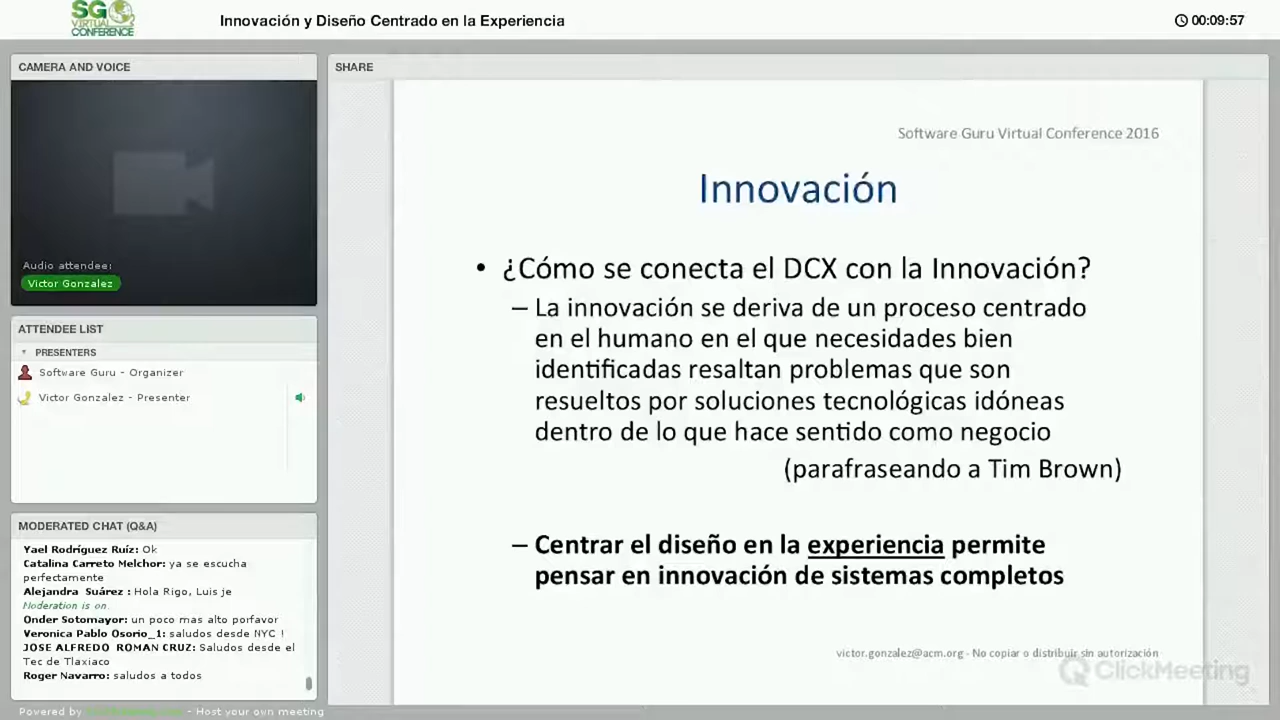 SG
VIRTUAL
CONFERENCE
Innovación y Diseño Centrado en la Experiencia
00:09:57
CAMERA AND VOICE
Audio attendee:
Victor Gonzalez
ATTENDEE LIST
PRESENTERS
Software Guru - Organizer
Victor Gonzalez - Presenter
MODERATED CHAT (Q&A)
Yael Rodríguez Ruíz: Ok
Catalina Carreto Melchor: ya se escucha
perfectamente
Alejandra Suárez : Hola Rigo, Luis je
Moderation is on.
Onder Sotomayor: un poco mas alto porfavor
Veronica Pablo Osorio_1: saludos desde NYC !
JOSE ALFREDO ROMAN CRUZ: Saludos desde el
Tec de Tlaxiaco
Roger Navarro: saludos a todos
Powered by - Host your own meeting
SHARE
Software Guru Virtual Conference 2016
Innovación
• ¿Cómo se conecta el DCX con la Innovación?
– La innovación se deriva de un proceso centrado
en el humano en el que necesidades bien
identificadas resaltan problemas que son
resueltos por soluciones tecnológicas idóneas
dentro de lo que hace sentido como negocio
(parafraseando a Tim Brown)
– Centrar el diseño en la experiencia permite
pensar en innovación de sistemas completos
victor.gonzalez@acm.org - No copiar o distribuir sin autorización
ClickMeeting